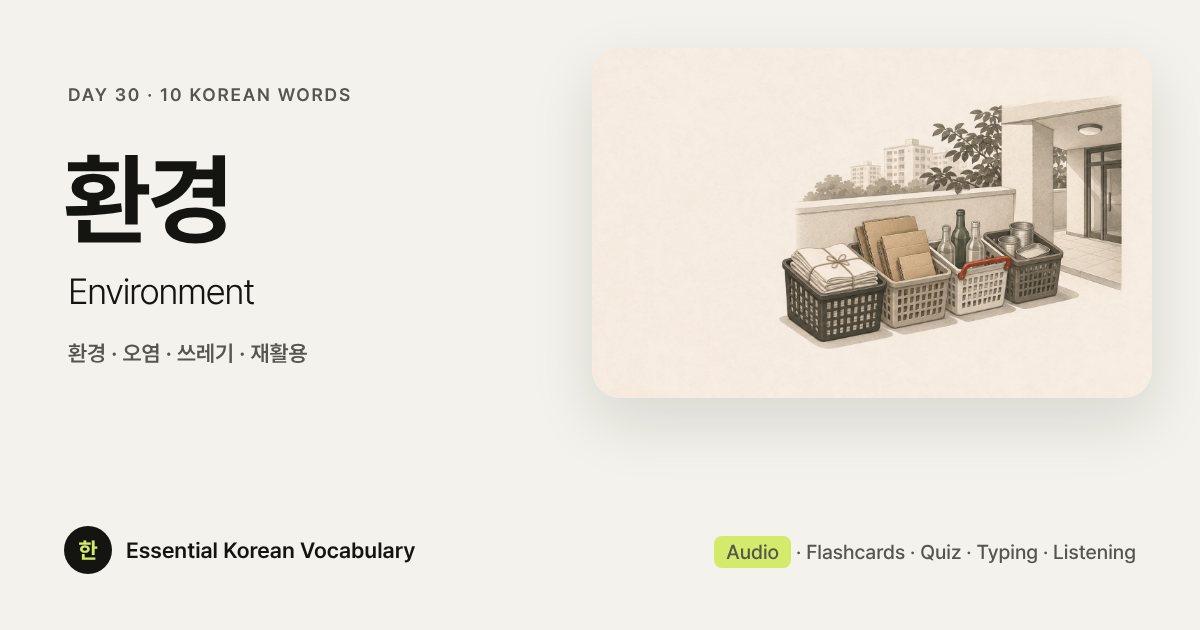 DAY 30 · 10 KOREAN WORDS
환경
Environment
환경 · 오염 · 쓰레기 · 재활용
한
Essential Korean Vocabulary
Audio · Flashcards · Quiz · Typing · Listening